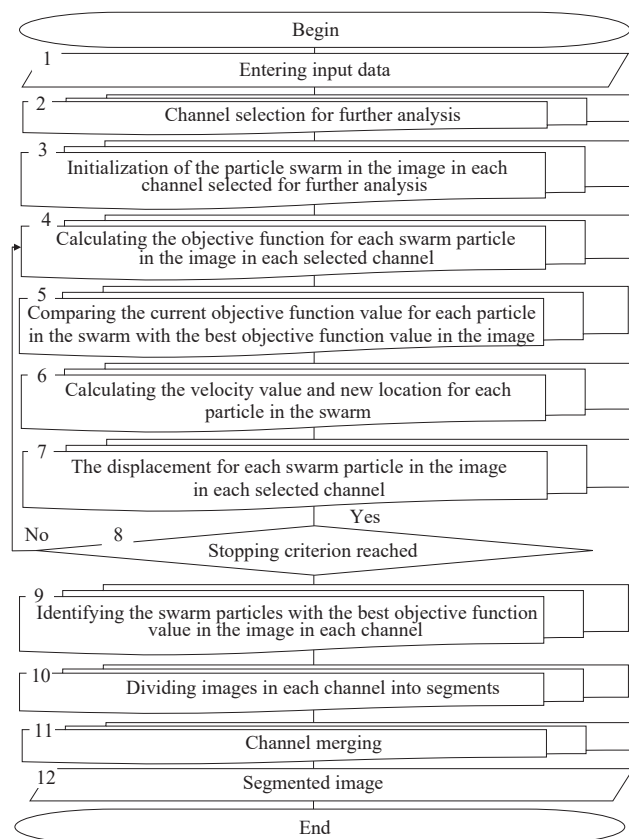 Begin
1
Entering input data
2
Channel selection for further analysis
3
Initialization of the particle swarm in the image in each
channel selected for further analysis
4
Calculating the objective function for each swarm particle
in the image in each selected channel
5
Comparing the current objective function value for each particle
in the swarm with the best objective function value in the image
6
Calculating the velocity value and new location for each
particle in the swarm
7
The displacement for each swarm particle in the image
in each selected channel
Yes
No
8
Stopping criterion reached
9
Identifying the swarm particles with the best objective function
value in the image in each channel
10
Dividing images in each channel into segments
11
Channel merging
12
Segmented image
End